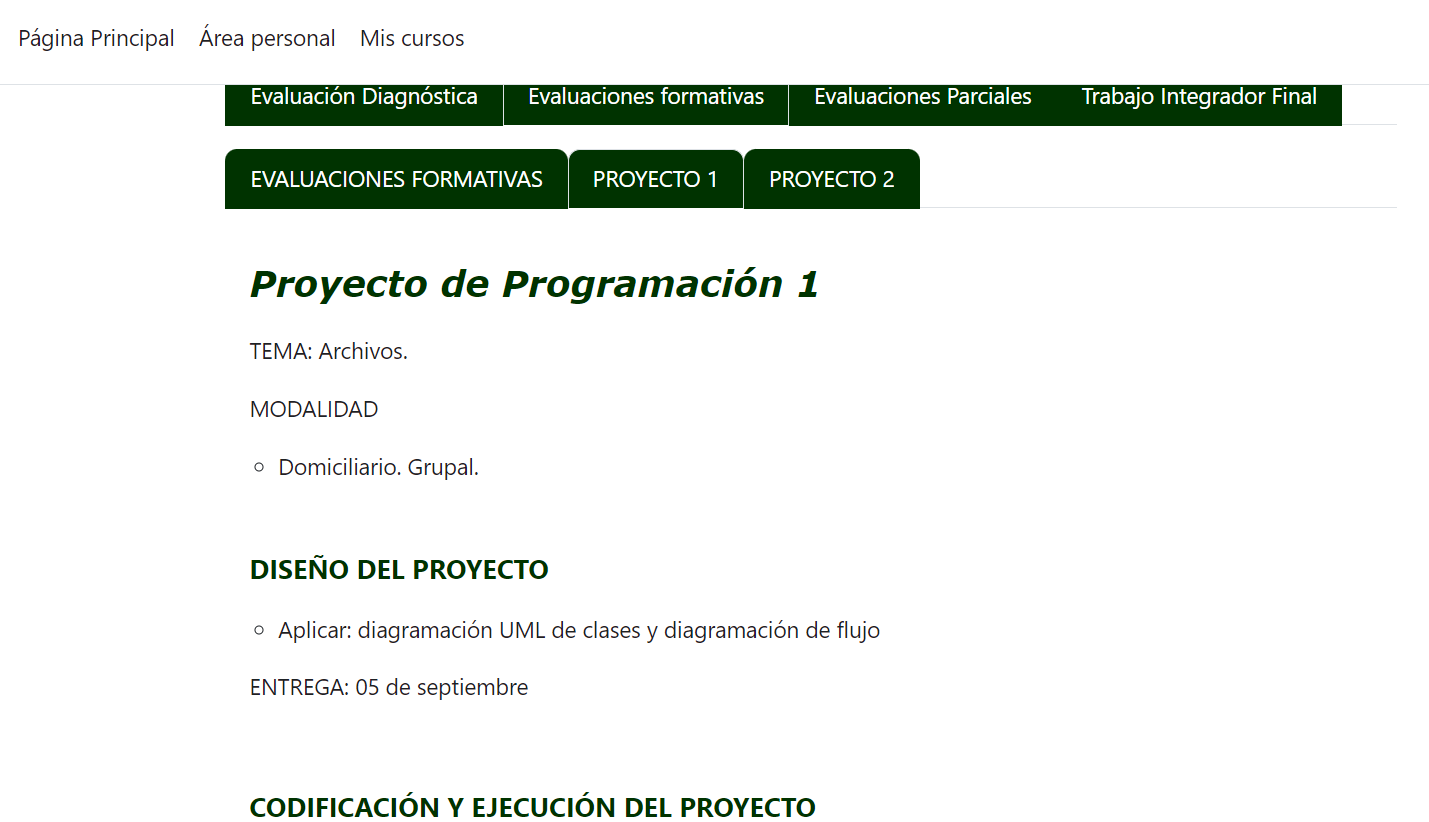 Página Principal Área personal Mis cursos
Evaluación Diagnóstica Evaluaciones formativas Evaluaciones Parciales Trabajo Integrador Final
EVALUACIONES FORMATIVAS PROYECTO 1 PROYECTO 2
Proyecto de Programación 1
TEMA: Archivos.
MODALIDAD
Domiciliario. Grupal.
DISEÑO DEL PROYECTO
Aplicar: diagramación UML de clases y diagramación de flujo
ENTREGA: 05 de septiembre
CODIFICACIÓN Y EJECUCIÓN DEL PROYECTO